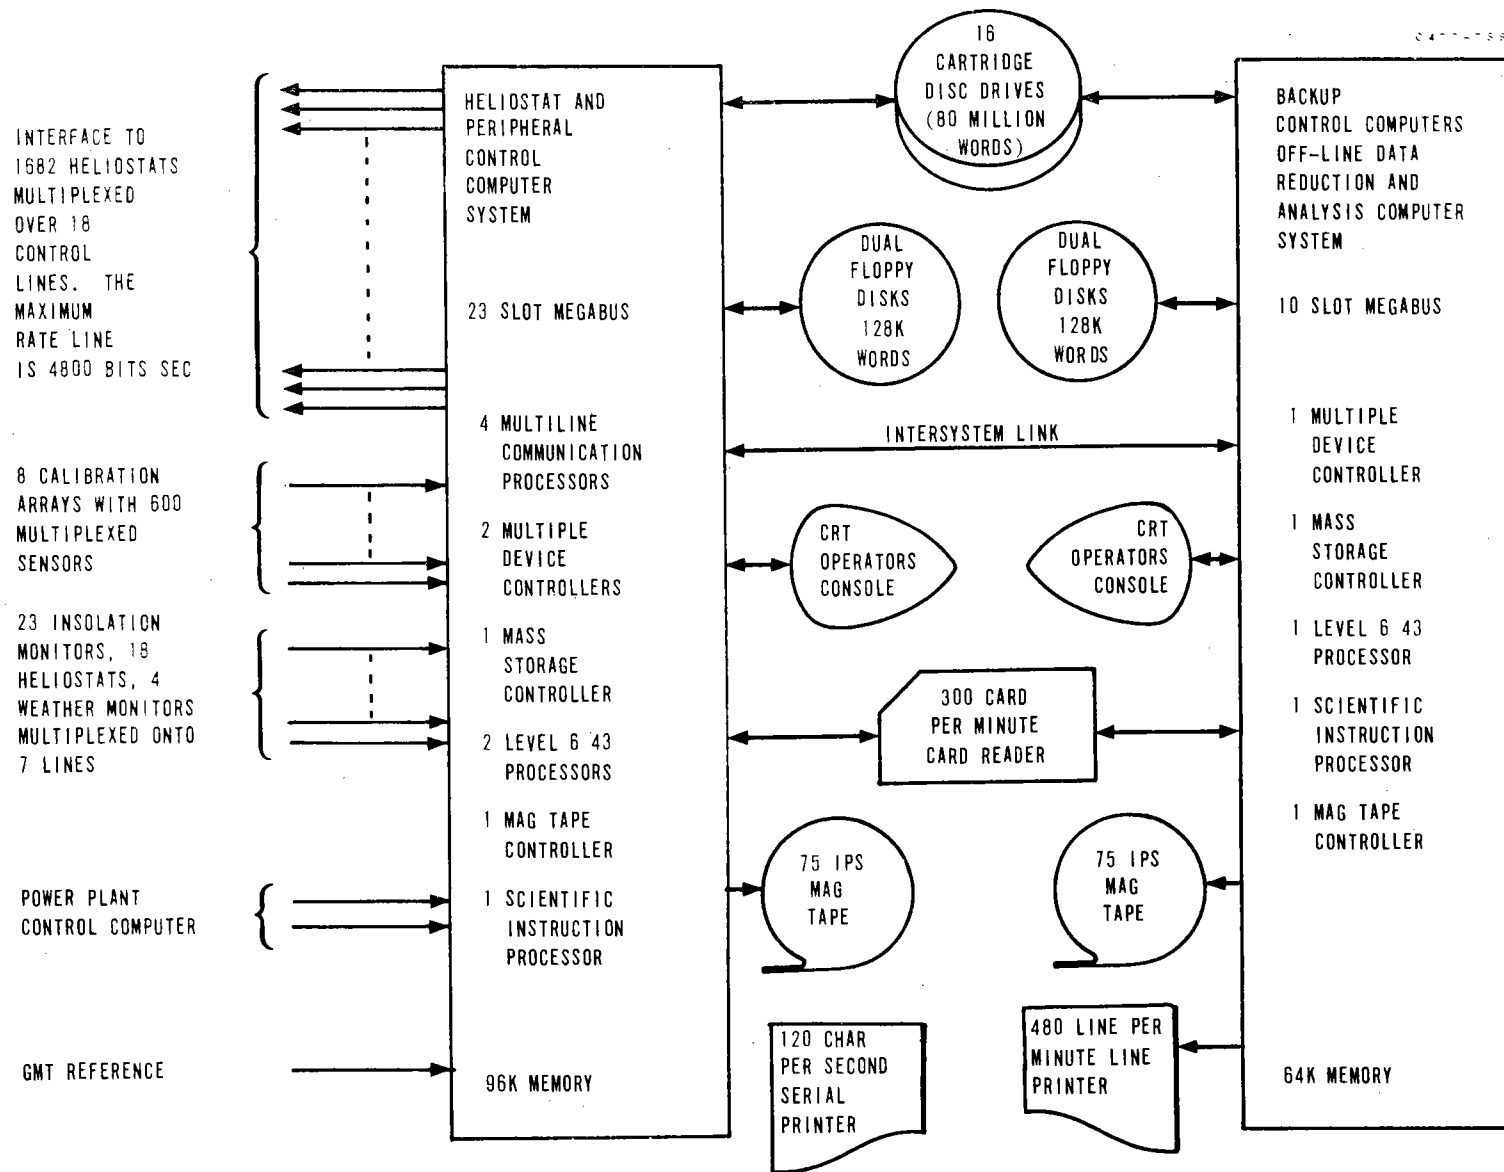 INTERFACE TO
1682 HELIOSTATS
MULTIPLEXED
OVER 18
CONTROL
LINES. THE
MAXIMUM
RATE LINE
IS 4800 BITS SEC
8 CALIBRATION
ARRAYS WITH 600
MULTIPLEXED
SENSORS
23 INSOLATION
MONITORS, 18
HELIOSTATS, 4
WEATHER MONITORS
MULTIPLEXED ONTO
7 LINES
POWER PLANT
CONTROL COMPUTER
GMT REFERENCE
HELIOSTAT AND
PERIPHERAL
CONTROL
COMPUTER
SYSTEM
23 SLOT MEGABUS
4 MULTILINE
COMMUNICATION
PROCESSORS
2 MULTIPLE
DEVICE
CONTROLLERS
1 MASS
STORAGE
CONTROLLER
2 LEVEL 6 43
PROCESSORS
1 MAG TAPE
CONTROLLER
1 SCIENTIFIC
INSTRUCTION
PROCESSOR
96K MEMORY
16
CARTRIDGE
DISC DRIVES
(80 MILLION
WORDS)
DUAL
FLOPPY
DISKS
128K
WORDS
DUAL
FLOPPY
DISKS
128K
WORDS
INTERSYSTEM LINK
CRT
OPERATORS
CONSOLE
CRT
OPERATORS
CONSOLE
300 CARD
PER MINUTE
CARD READER
75 IPS
MAG
TAPE
75 IPS
MAG
TAPE
120 CHAR
PER SECOND
SERIAL
PRINTER
480 LINE PER
MINUTE LINE
PRINTER
BACKUP
CONTROL COMPUTERS
OFF-LINE DATA
REDUCTION AND
ANALYSIS COMPUTER
SYSTEM
10 SLOT MEGABUS
1 MULTIPLE
DEVICE
CONTROLLER
1 MASS
STORAGE
CONTROLLER
1 LEVEL 6 43
PROCESSOR
1 SCIENTIFIC
INSTRUCTION
PROCESSOR
1 MAG TAPE
CONTROLLER
64K MEMORY